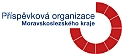 Příspěvková organizace
Moravskoslezského kraje